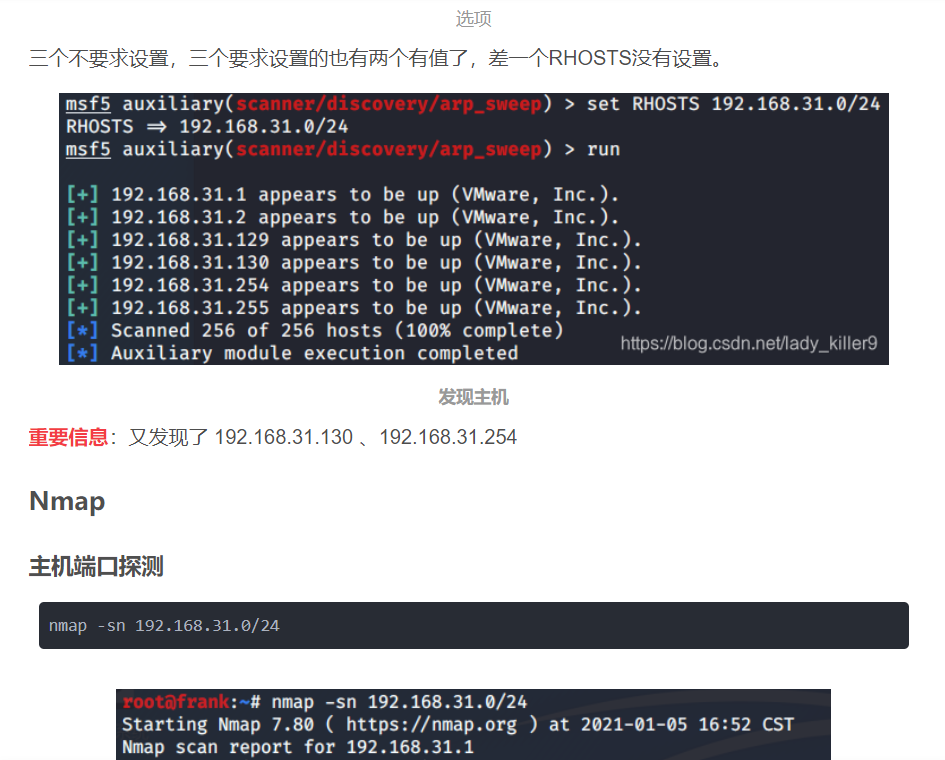 选项
三个不要求设置，三个要求设置的也有两个有值了，差一个RHOSTS没有设置。
msf5 auxiliary(scanner/discovery/arp_sweep) > set RHOSTS 192.168.31.0/24
RHOSTS ⇒ 192.168.31.0/24
msf5 auxiliary(scanner/discovery/arp_sweep) > run
[+] 192.168.31.1 appears to be up (VMware, Inc.).
[+] 192.168.31.2 appears to be up (VMware, Inc.).
[+] 192.168.31.129 appears to be up (VMware, Inc.).
[+] 192.168.31.130 appears to be up (VMware, Inc.).
[+] 192.168.31.254 appears to be up (VMware, Inc.).
[+] 192.168.31.255 appears to be up (VMware, Inc.).
[*] Scanned 256 of 256 hosts (100% complete)
[*] Auxiliary module execution completed
https://blog.csdn.net/lady_killer9
发现主机
重要信息：又发现了 192.168.31.130 、192.168.31.254
Nmap
主机端口探测
nmap -sn 192.168.31.0/24
root@frank:~# nmap -sn 192.168.31.0/24
Starting Nmap 7.80 ( https://nmap.org ) at 2021-01-05 16:52 CST
Nmap scan report for 192.168.31.1